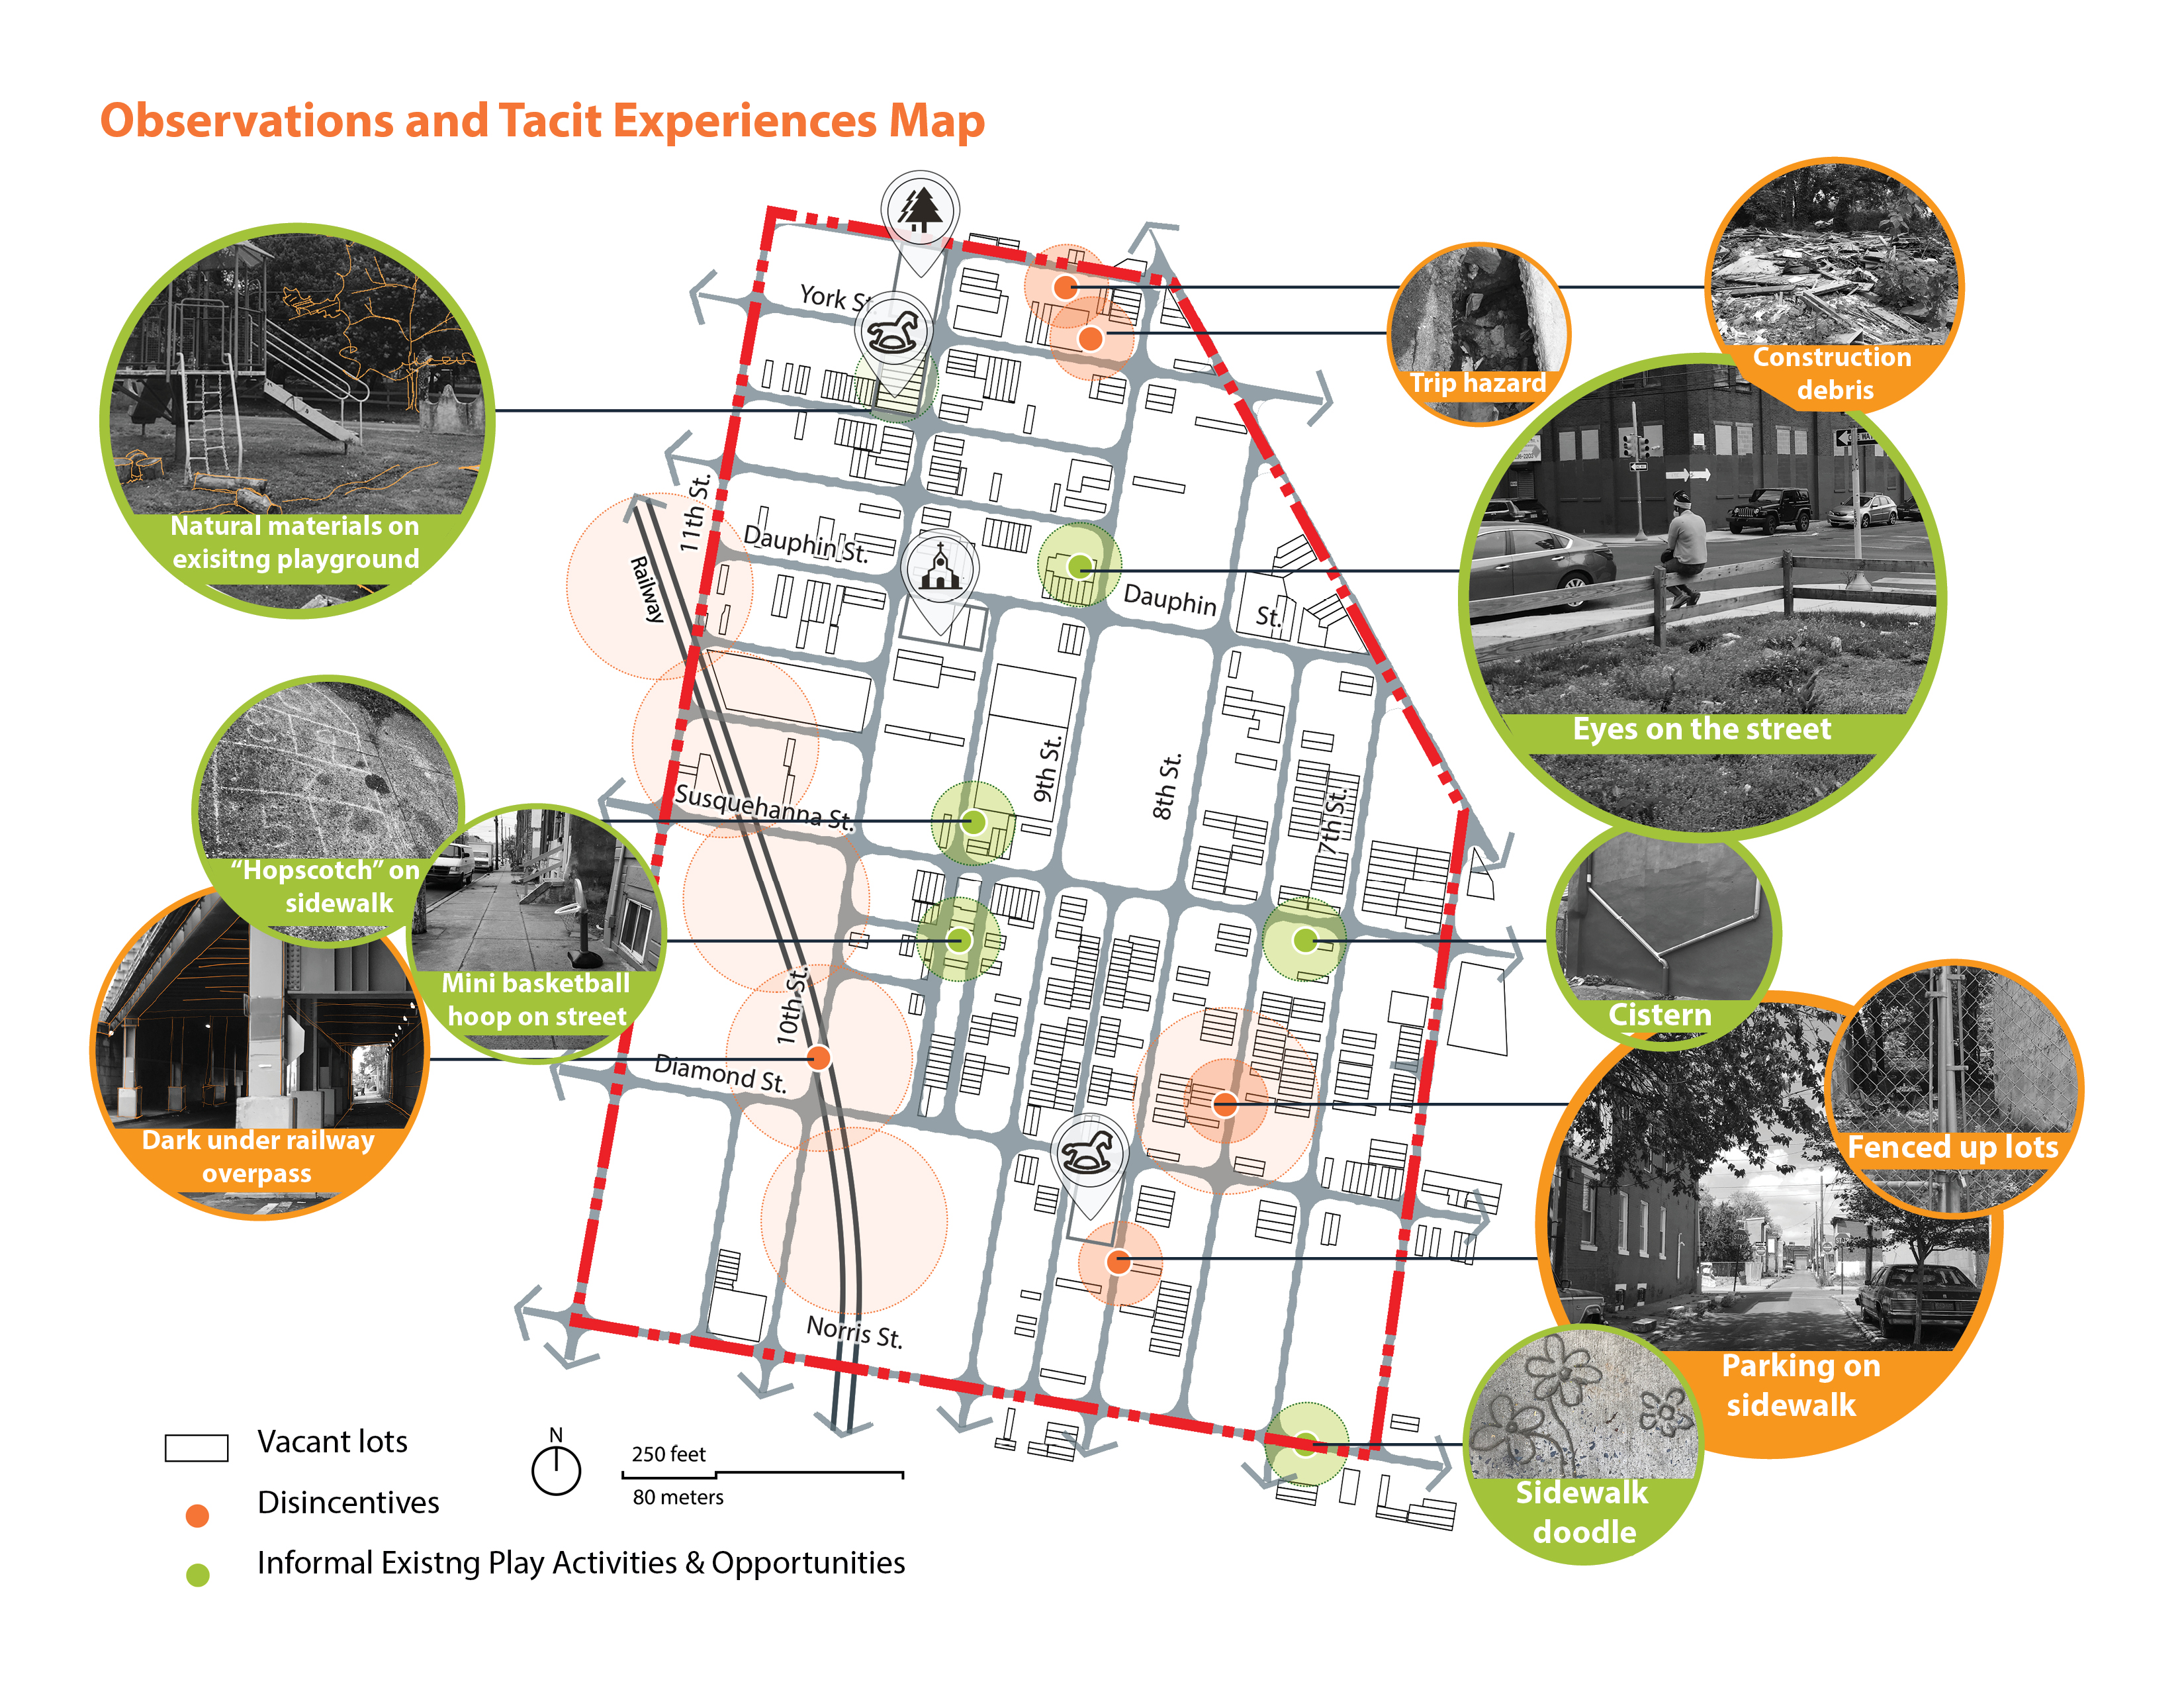 Observations and Tacit Experiences Map
Construction
debris
Trip hazard
York St
Natural materials on
exisitng playground
Eyes on the street
11th St.
Dauphin St.
Railway
Dauphin St.
9th St.
8th St.
7th St.
Susquehanna St.
"Hopscotch" on
sidewalk
Mini basketball
hoop on street
Cistern
10th St.
Diamond St.
Dark under railway
overpass
Fenced up lots
Parking on
sidewalk
Norris St.
Sidewalk
doodle
Vacant lots
N
250 feet
80 meters
Disincentives
Informal Existng Play Activities & Opportunities